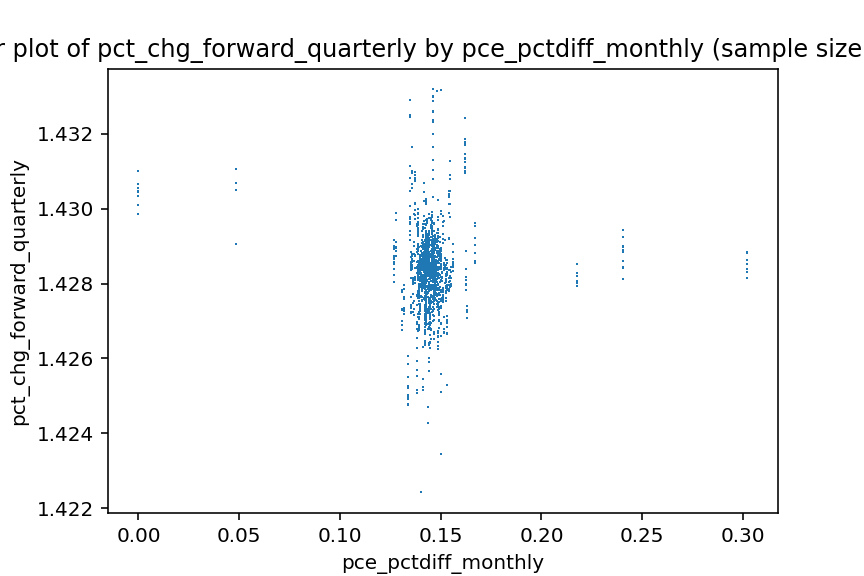 r plot of pct_chg_forward_quarterly by pce_pctdiff_monthly (sample size
1.432
1.430
1.428
1.426
1.424
1.422
pct_chg_forward_quarterly
0.00 0.05 0.10 0.15 0.20 0.25 0.30
pce_pctdiff_monthly